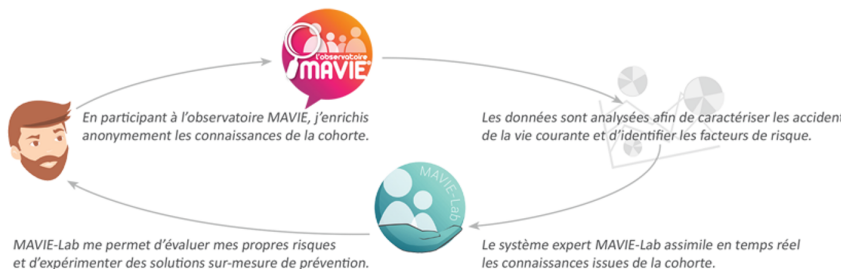 l'observatoire
MAVIE
En participant à l'observatoire MAVIE, j'enrichis
anonymement les connaissances de la cohorte.
Les données sont analysées afin de caractériser les accident
de la vie courante et d'identifier les facteurs de risque.
MAVIE-Lab
MAVIE-Lab me permet d'évaluer mes propres risques
et d'expérimenter des solutions sur-mesure de prévention.
Le système expert MAVIE-Lab assimile en temps réel
les connaissances issues de la cohorte.